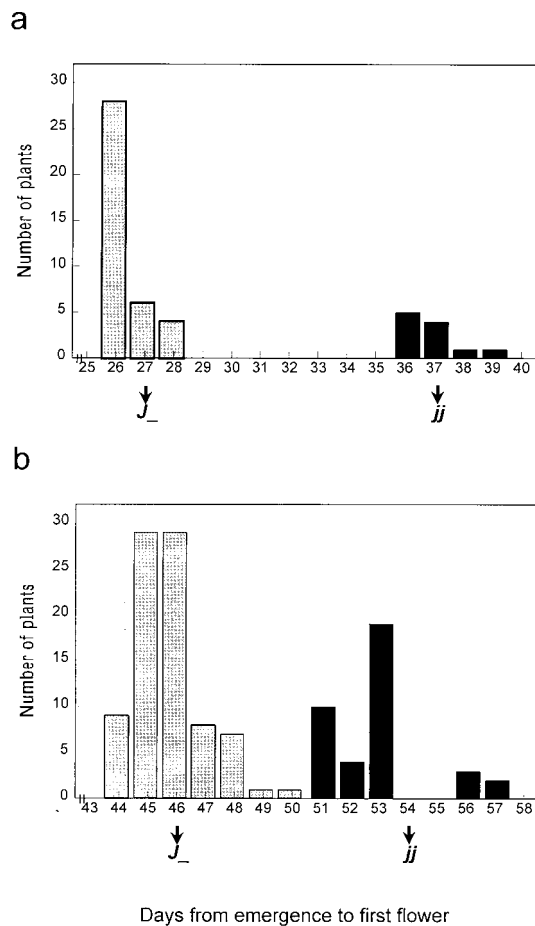 a
Number of plants
30
25
20
15
10
5
0
25 26 27 28 29 30 31 32 33 34 35 36 37 38 39 40
J_ jj
b
Number of plants
30
25
20
15
10
5
0
43 44 45 46 47 48 49 50 51 52 53 54 55 56 57 58
J_ jj
Days from emergence to first flower